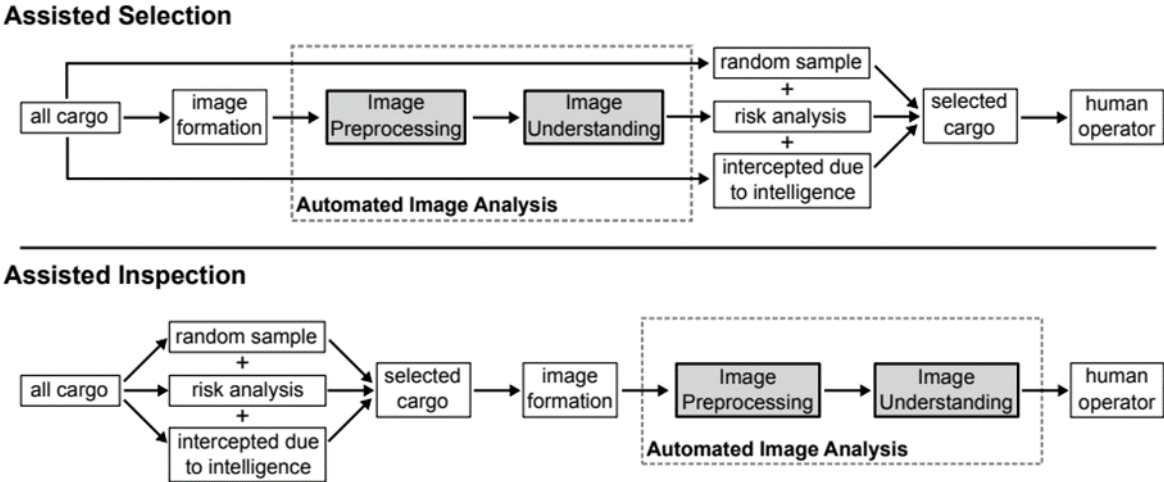 Assisted Selection
all cargo
image
formation
Image
Preprocessing
Image
Understanding
Automated Image Analysis
random sample
+
risk analysis
+
intercepted due
to intelligence
selected
cargo
human
operator
Assisted Inspection
all cargo
random sample
+
risk analysis
+
intercepted due
to intelligence
selected
cargo
image
formation
Image
Preprocessing
Image
Understanding
Automated Image Analysis
human
operator